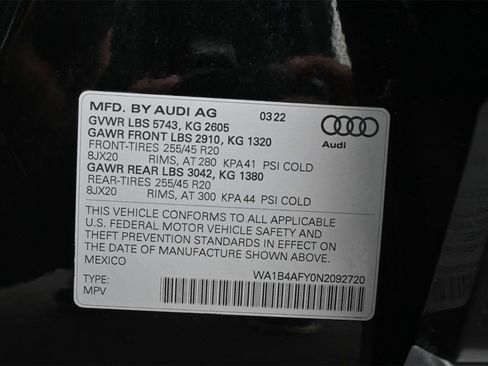 MFD. BY AUDI AG 03 22
GVWR LBS 5743, KG 2605
GAWR FRONT LBS 2910, KG 1320
FRONT-TIRES 255/45 R20
8JX20 RIMS, AT 280 KPA 41 PSI COLD
GAWR REAR LBS 3042, KG 1380
REAR-TIRES 255/45 R20
8JX20 RIMS, AT 300 KPA 44 PSI COLD
Audi
THIS VEHICLE CONFORMS TO ALL APPLICABLE
U.S. FEDERAL MOTOR VEHICLE SAFETY AND
THEFT PREVENTION STANDARDS IN EFFECT ON
THE DATE OF MANUFACTURE SHOWN ABOVE.
MEXICO
TYPE: WA1B4AFY0N2092720
MPV